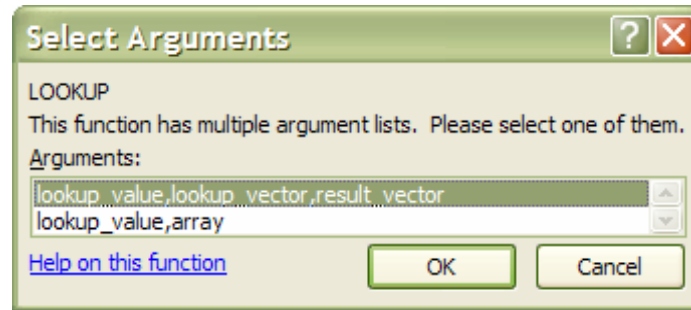 Select Arguments
LOOKUP
This function has multiple argument lists. Please select one of them.
Arguments:
lookup_value,lookup_vector,result_vector
lookup_value,array
Help on this function
OK
Cancel